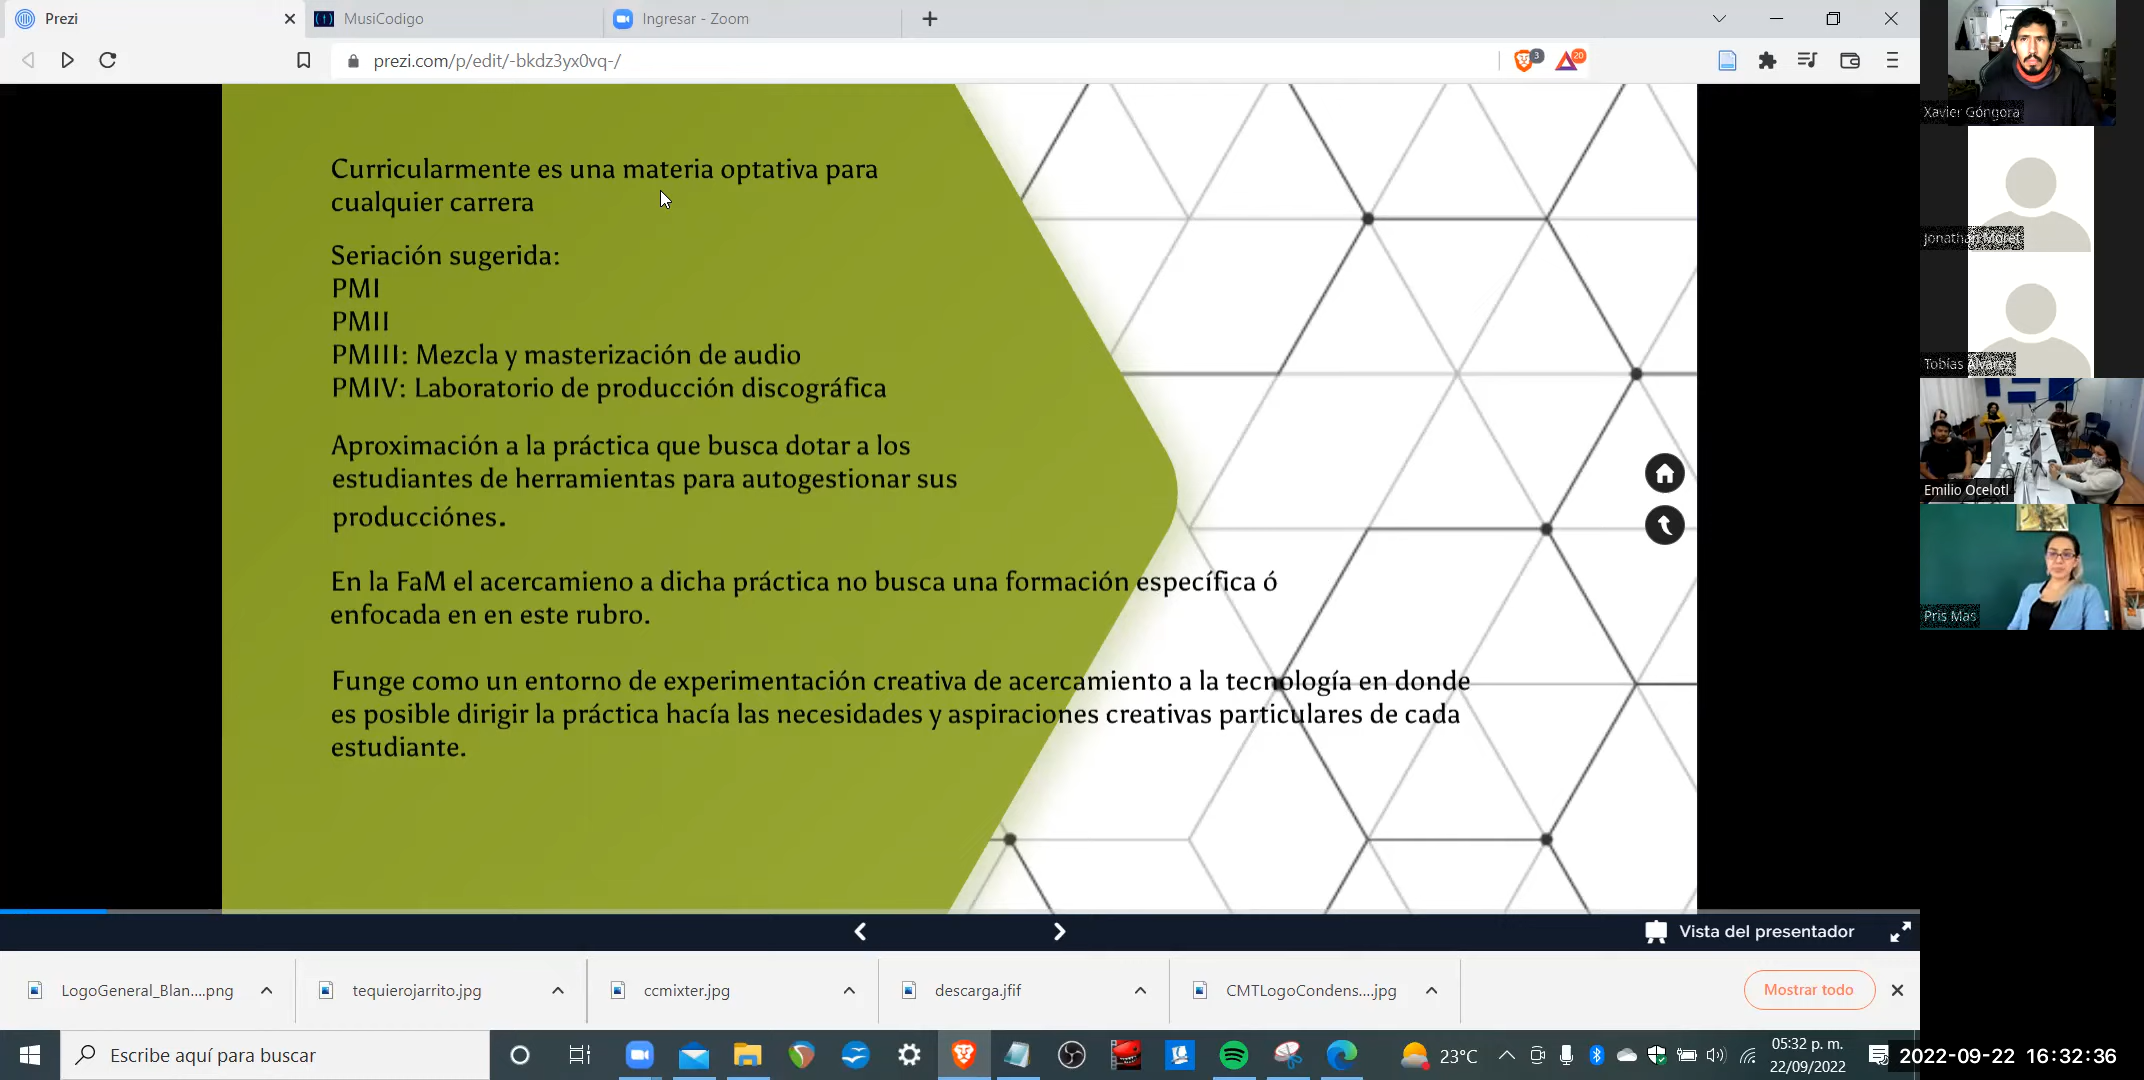 Prezi
MusiCodigo
Ingresar - Zoom
prezi.com/p/edit/-bkdz3yx0vq-/
3
20
Curricularmente es una materia optativa para
cualquier carrera
Seriación sugerida:
PMI
PMII
PMIII: Mezcla y masterización de audio
PMIV: Laboratorio de producción discográfica
Aproximación a la práctica que busca dotar a los
estudiantes de herramientas para autogestionar sus
producciónes.
En la FaM el acercamieno a dicha práctica no busca una formación específica ó
enfocada en en este rubro.
Funge como un entorno de experimentación creativa de acercamiento a la tecnología en donde
es posible dirigir la práctica hacía las necesidades y aspiraciones creativas particulares de cada
estudiante.
Xavier Góngora
Jonathan Moret
Tobías Alvarez
Emilio Ocelotl
Pris Mas
Vista del presentador
LogoGeneral_Blan....png
tequierojarrito.jpg
ccmixter.jpg
descarga.jfif
CMTLogoCondens....jpg
Mostrar todo
Escribe aquí para buscar
23°C
05:32 p. m.
22/09/2022
2022-09-22 16:32:36